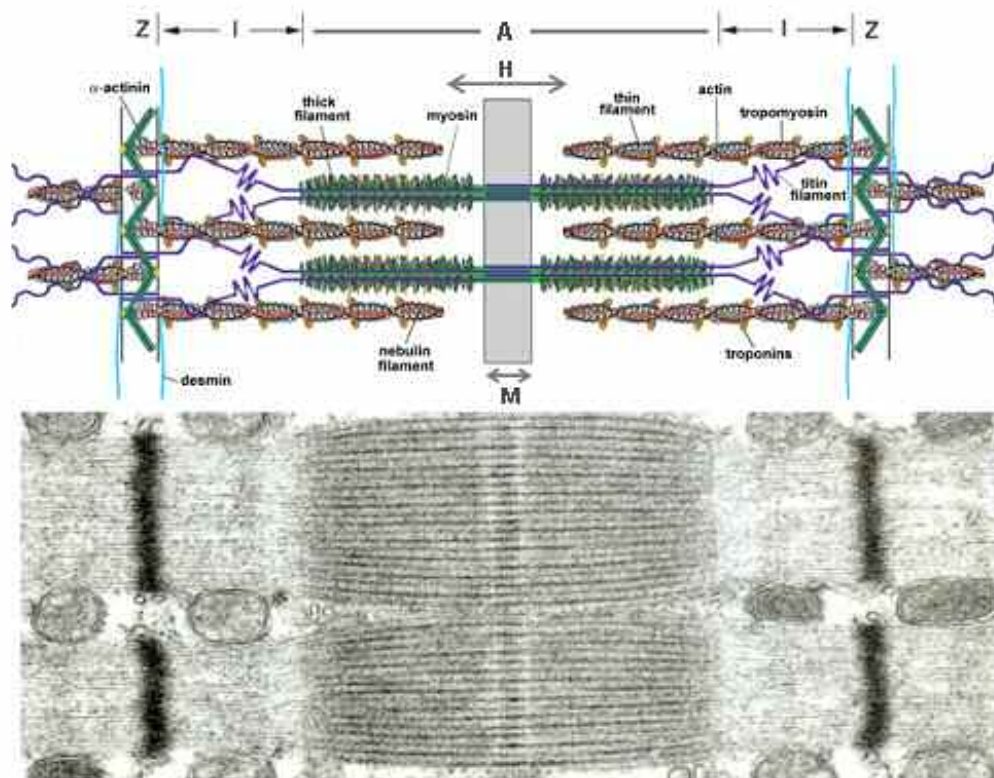 Z I A I Z
H
α-actinin
thick
filament
myosin
thin
filament
actin
tropomyosin
titin
filament
nebulin
filament
troponins
desmin
M